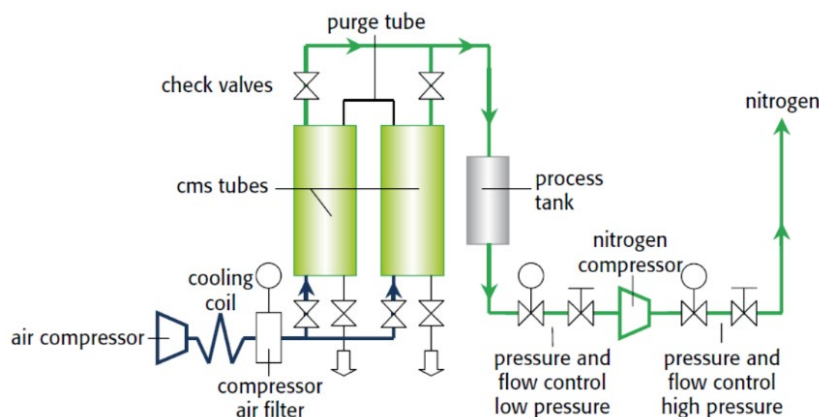 purge tube
check valves
nitrogen
cms tubes
process
tank
nitrogen
compressor
cooling
coil
air compressor
compressor
air filter
pressure and
flow control
low pressure
pressure and
flow control
high pressure